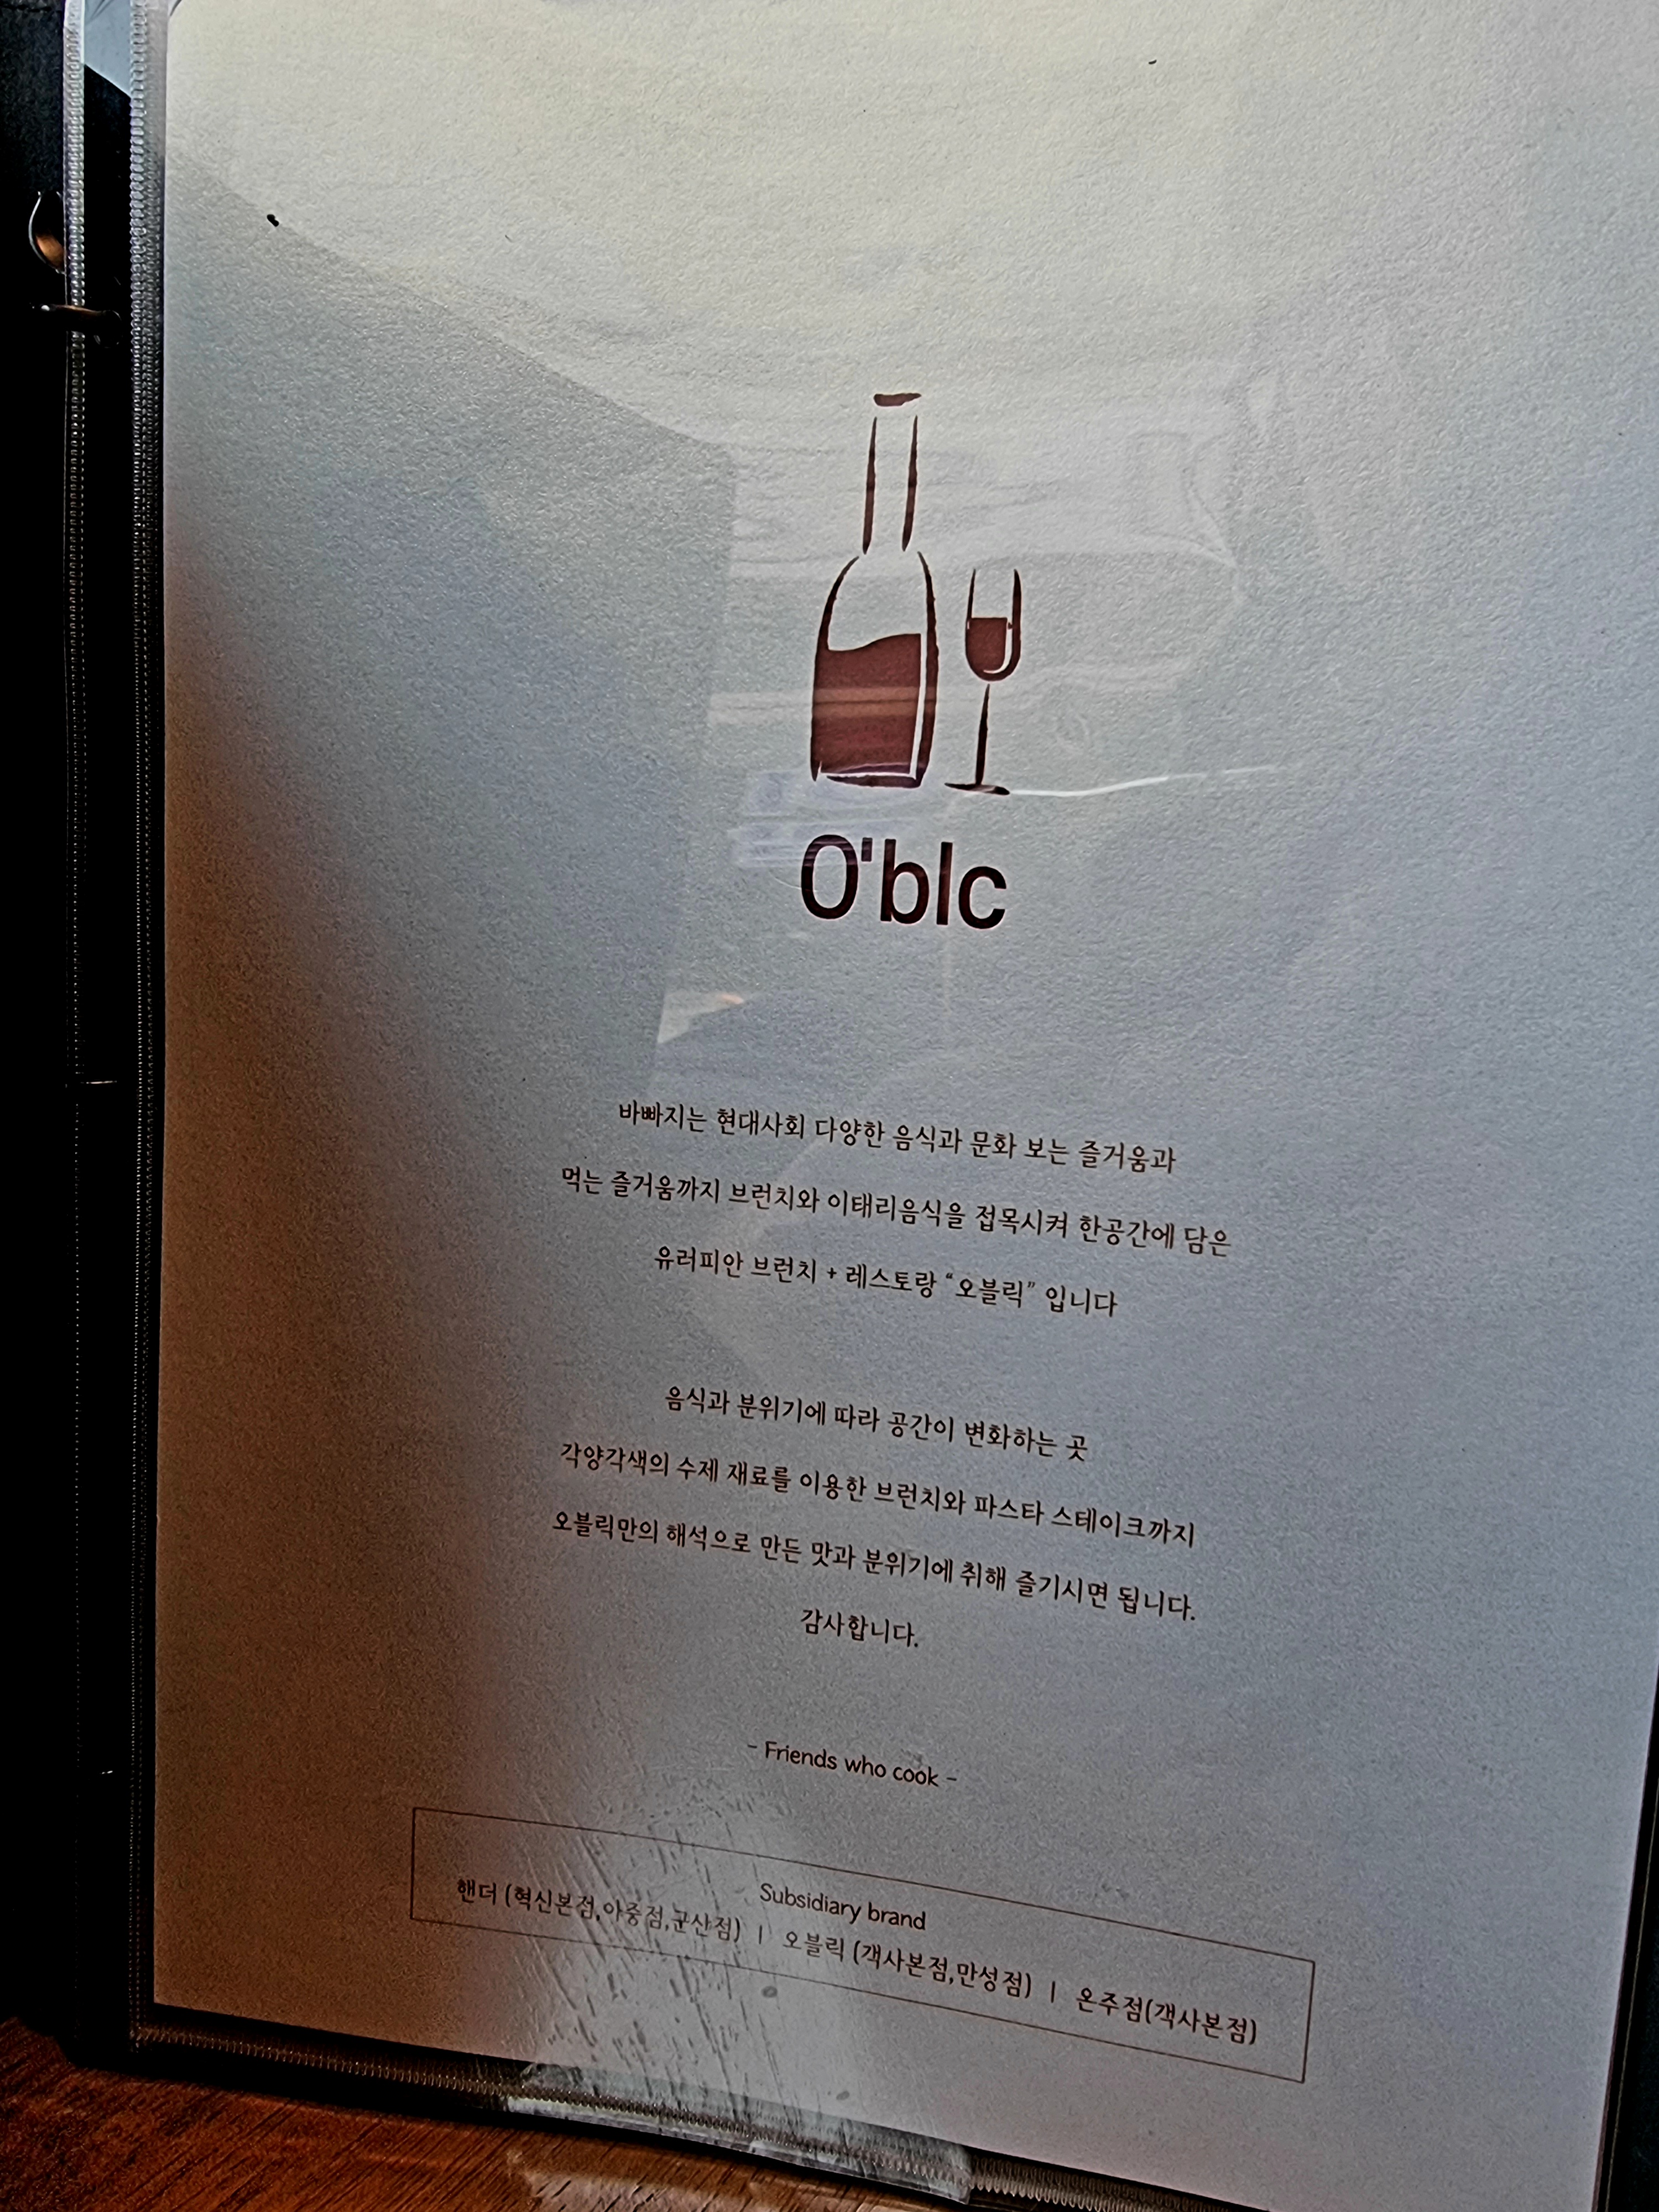 O'blc
바빠지는 현대사회 다양한 음식과 문화 보는 즐거움과
먹는 즐거움까지 브런치와 이태리음식을 접목시켜 한공간에 담은
유러피안 브런치 + 레스토랑 “오블릭” 입니다
음식과 분위기에 따라 공간이 변화하는 곳
각양각색의 수제 재료를 이용한 브런치와 파스타 스테이크까지
오블릭만의 해석으로 만든 맛과 분위기에 취해 즐기시면 됩니다.
감사합니다.
- Friends who cook -
Subsidiary brand
핸더 (혁신본점,아중점,군산점) | 오블릭 (객사본점,만성점) | 온주점(객사본점)